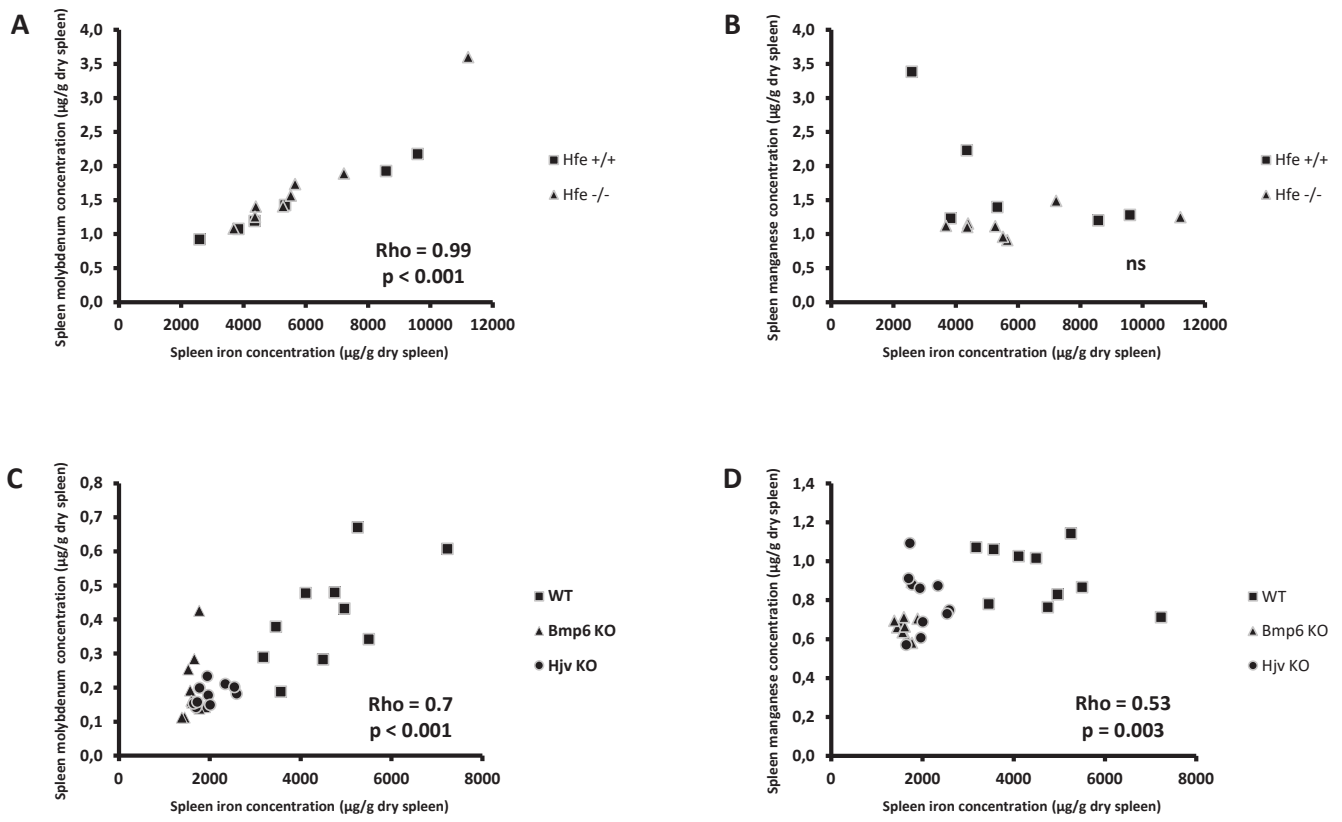 A
Spleen molybdenum concentration (µg/g dry spleen)
4,0
3,5
3,0
2,5
2,0
1,5
1,0
0,5
0,0
0 2000 4000 6000 8000 10000 12000
Spleen iron concentration (µg/g dry spleen)
Rho = 0.99
p < 0.001
Hfe +/+
Hfe -/-
B
Spleen manganese concentration (µg/g dry spleen)
4,0
3,5
3,0
2,5
2,0
1,5
1,0
0,5
0,0
0 2000 4000 6000 8000 10000 12000
Spleen iron concentration (µg/g dry spleen)
ns
Hfe +/+
Hfe -/-
C
Spleen molybdenum concentration (µg/g dry spleen)
0,8
0,7
0,6
0,5
0,4
0,3
0,2
0,1
0,0
0 2000 4000 6000 8000
Spleen iron concentration (µg/g dry spleen)
Rho = 0.7
p < 0.001
WT
Bmp6 KO
Hjv KO
D
Spleen manganese concentration (µg/g dry spleen)
1,4
1,2
1,0
0,8
0,6
0,4
0,2
0,0
0 2000 4000 6000 8000
Spleen iron concentration (µg/g dry spleen)
Rho = 0.53
p = 0.003
WT
Bmp6 KO
Hjv KO